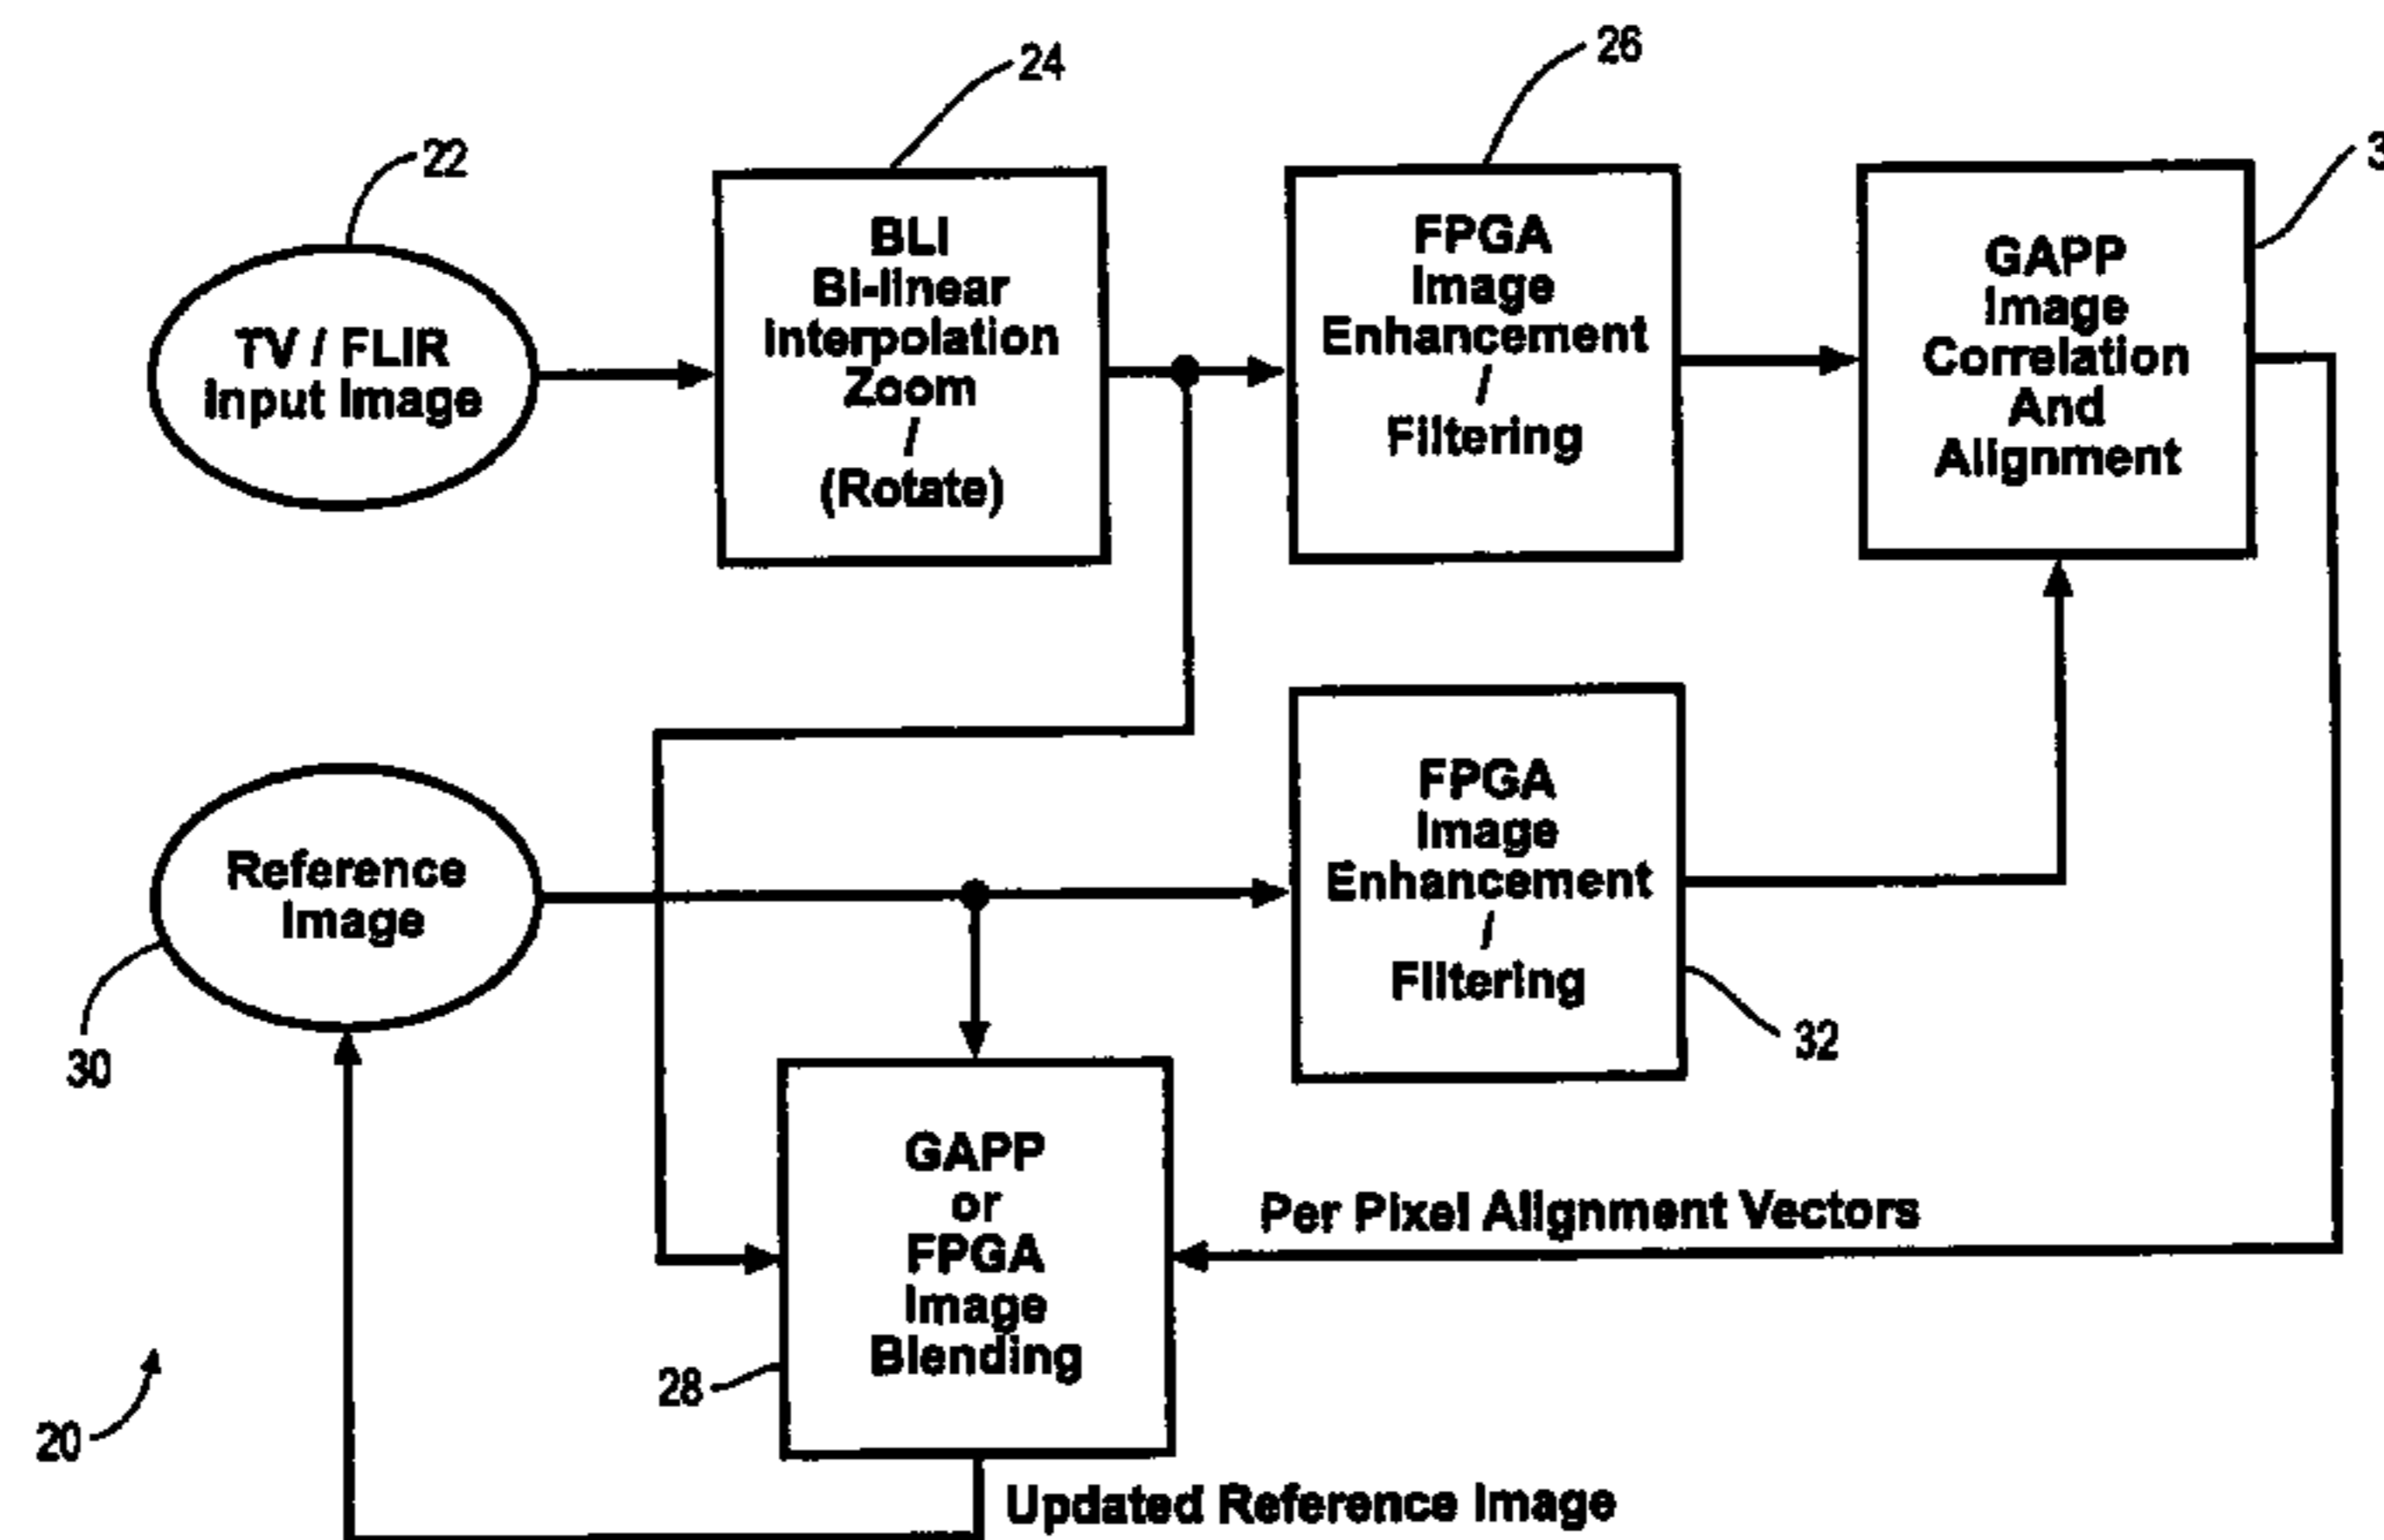 24
26
22
BLI
Bi-linear
Interpolation
Zoom
/
(Rotate)
FPGA
Image
Enhancement
/
Filtering
GAPP
Image
Correlation
And
Alignment
TV / FLIR
Input Image
FPGA
Image
Enhancement
/
Filtering
Reference
Image
30
32
GAPP
or
FPGA
Image
Blending
Per Pixel Alignment Vectors
28
20
Updated Reference Image